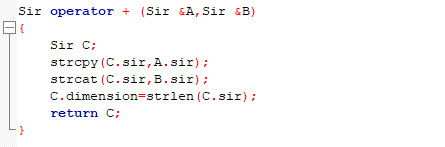 Sir operator + (Sir &A,Sir &B)
{
Sir C;
strcpy(C.sir,A.sir);
strcat(C.sir,B.sir);
C.dimension=strlen(C.sir);
return C;
}